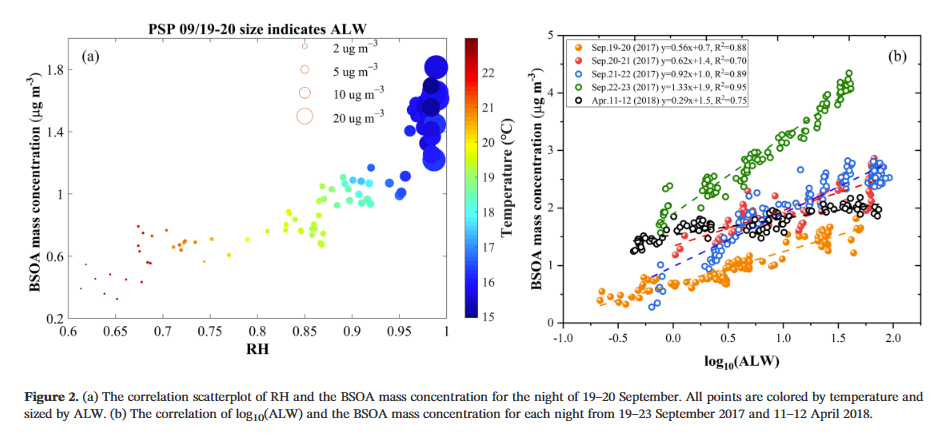 PSP 09/19-20 size indicates ALW
(a)
2 ug m⁻³
5 ug m⁻³
10 ug m⁻³
20 ug m⁻³
BSOA mass concentration (μg m⁻³)
1.8
1.4
1
0.6
0.2
0.6 0.65 0.7 0.75 0.8 0.85 0.9 0.95 1
RH
22
21
20
19
18
17
16
15
Temperature (°C)
(b)
Sep.19-20 (2017) y=0.56x+0.7, R²=0.88
Sep.20-21 (2017) y=0.62x+1.4, R²=0.70
Sep.21-22 (2017) y=0.92x+1.0, R²=0.89
Sep.22-23 (2017) y=1.33x+1.9, R²=0.95
Apr.11-12 (2018) y=0.29x+1.5, R²=0.75
BSOA mass concentration (μg m⁻³)
5
4
3
2
1
0
-1.0 -0.5 0.0 0.5 1.0 1.5 2.0
log₁₀(ALW)
Figure 2. (a) The correlation scatterplot of RH and the BSOA mass concentration for the night of 19–20 September. All points are colored by temperature and
sized by ALW. (b) The correlation of log₁₀(ALW) and the BSOA mass concentration for each night from 19–23 September 2017 and 11–12 April 2018.